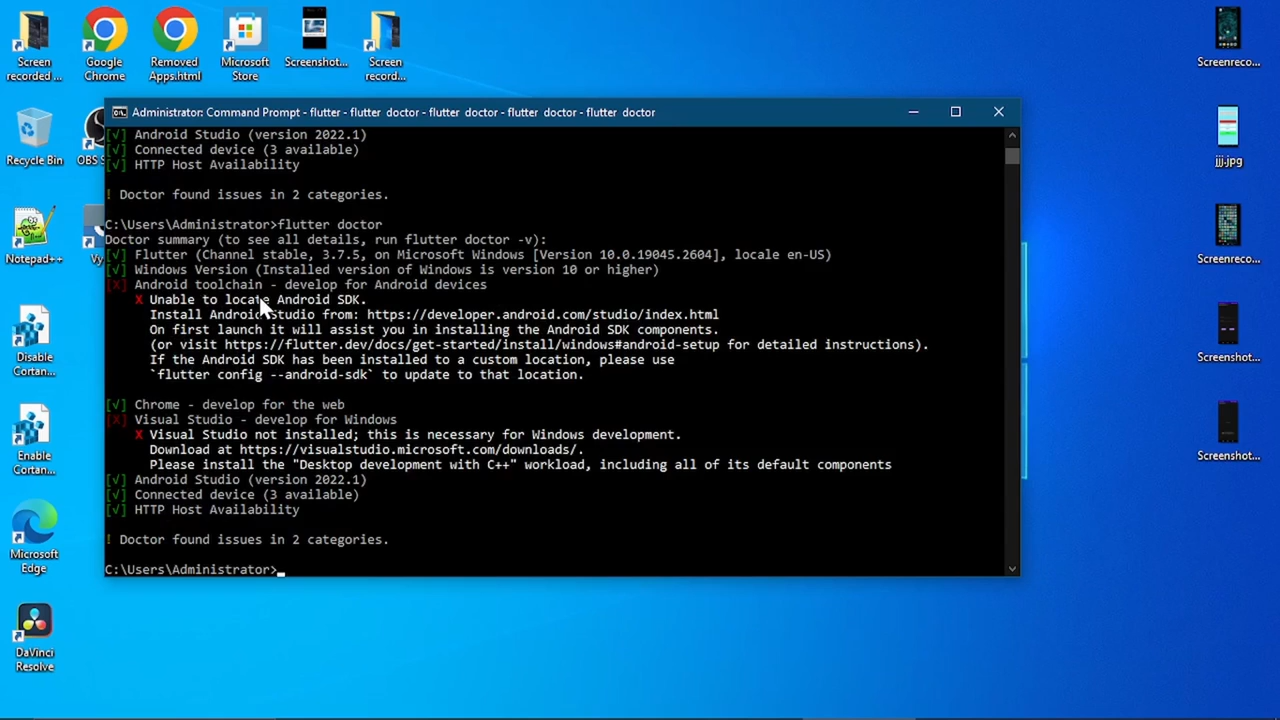 Screen
recorded ...
Google
Chrome
Removed
Apps.html
Microsoft
Store
Screenshot...
Screen
record...
Screenreco...
Administrator: Command Prompt - flutter - flutter  doctor - flutter  doctor - flutter  doctor - flutter  doctor
[√] Android Studio (version 2022.1)
[√] Connected device (3 available)
[√] HTTP Host Availability
! Doctor found issues in 2 categories.
C:\Users\Administrator>flutter doctor
Doctor summary (to see all details, run flutter doctor -v):
[√] Flutter (Channel stable, 3.7.5, on Microsoft Windows [Version 10.0.19045.2604], locale en-US)
[√] Windows Version (Installed version of Windows is version 10 or higher)
[X] Android toolchain - develop for Android devices
X Unable to locate Android SDK.
Install Android Studio from: https://developer.android.com/studio/index.html
On first launch it will assist you in installing the Android SDK components.
(or visit https://flutter.dev/docs/get-started/install/windows#android-setup for detailed instructions).
If the Android SDK has been installed to a custom location, please use
`flutter config --android-sdk` to update to that location.
[√] Chrome - develop for the web
[X] Visual Studio - develop for Windows
X Visual Studio not installed; this is necessary for Windows development.
Download at https://visualstudio.microsoft.com/downloads/.
Please install the "Desktop development with C++" workload, including all of its default components
[√] Android Studio (version 2022.1)
[√] Connected device (3 available)
[√] HTTP Host Availability
! Doctor found issues in 2 categories.
C:\Users\Administrator>
Recycle Bin
OBS S
Notepad++
Vy
Disable
Cortan...
Enable
Cortan...
Microsoft
Edge
DaVinci
Resolve
jjj.jpg
Screenreco...
Screenshot...
Screenshot...